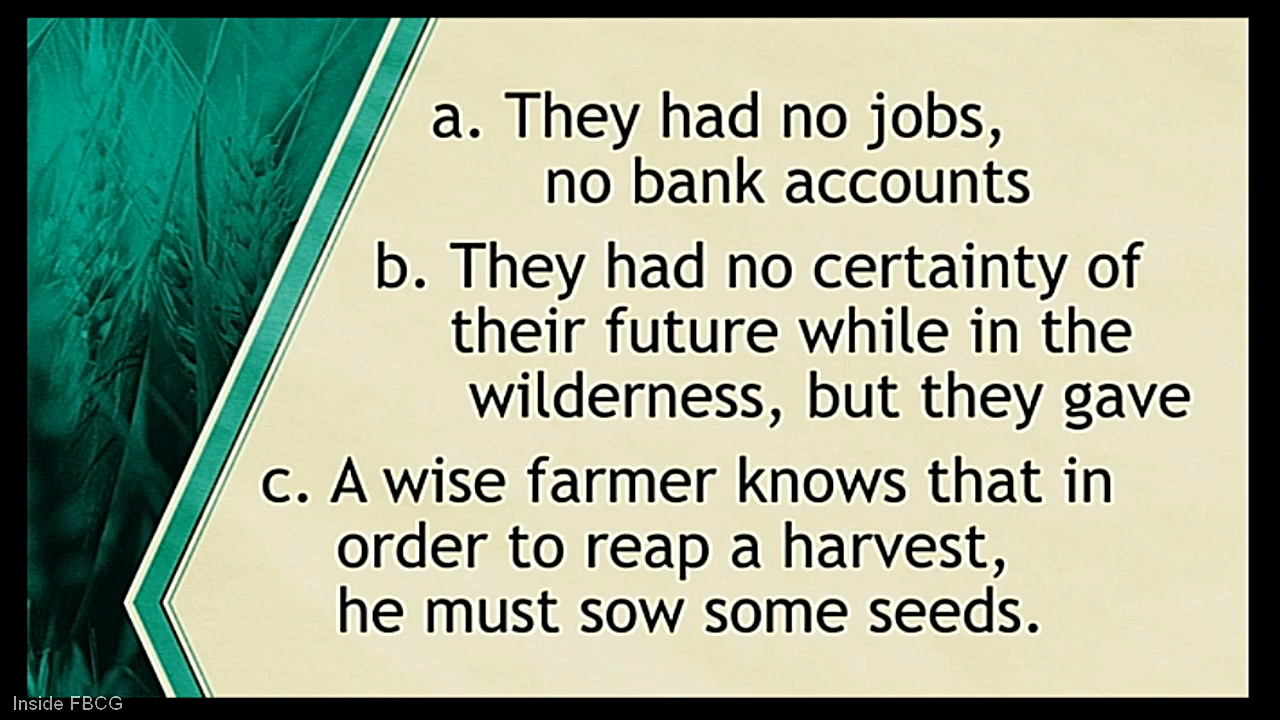 a. They had no jobs,
no bank accounts
b. They had no certainty of
their future while in the
wilderness, but they gave
c. A wise farmer knows that in
order to reap a harvest,
he must sow some seeds.
Inside FBCG